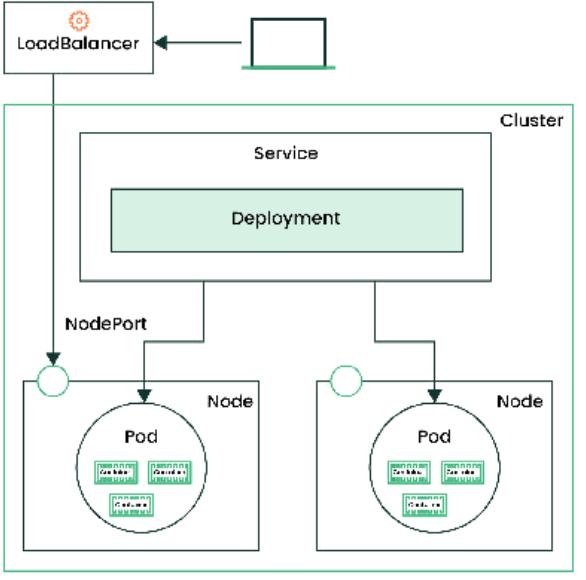 LoadBalancer
Cluster
Service
Deployment
NodePort
Node
Node
Pod
Pod
Container
Container
Container
Container
Container
Container